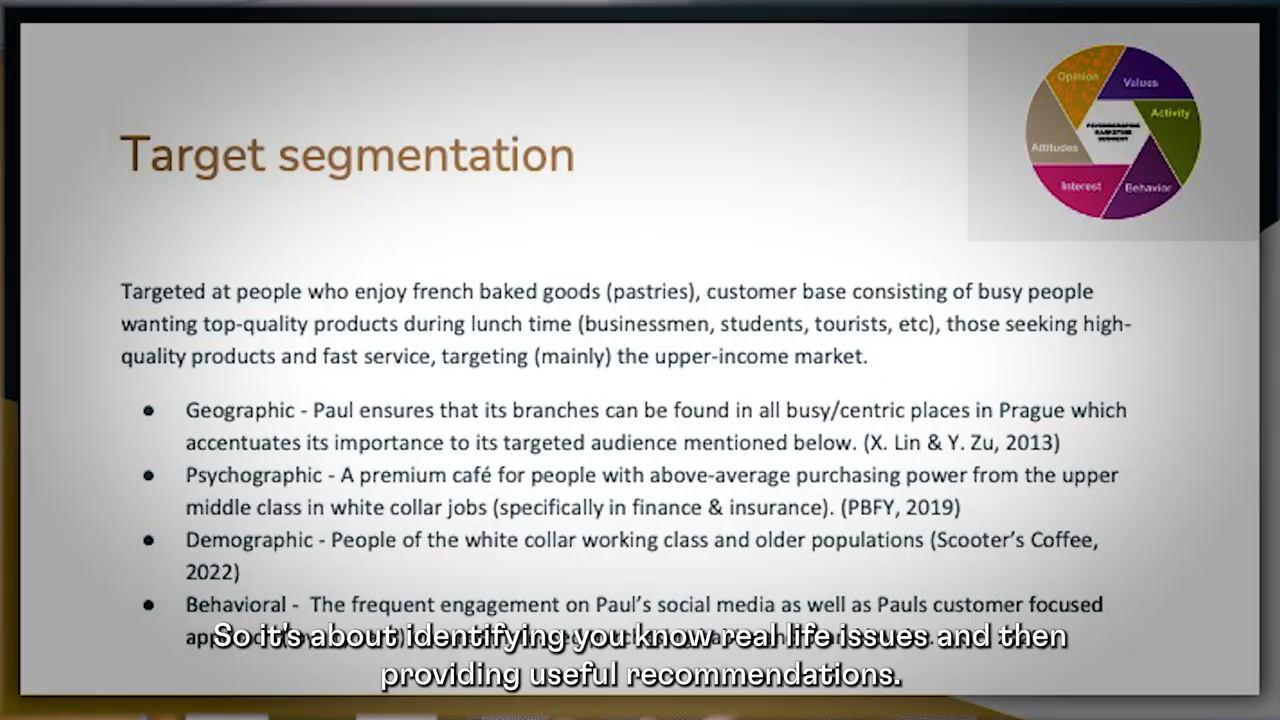 Target segmentation
Opinion
Values
Activity
Attitudes
Interest
Behavior
PSYCHOGRAPHIC
MARKETING
SEGMENT
Targeted at people who enjoy french baked goods (pastries), customer base consisting of busy people
wanting top-quality products during lunch time (businessmen, students, tourists, etc), those seeking high-
quality products and fast service, targeting (mainly) the upper-income market.
● Geographic - Paul ensures that its branches can be found in all busy/centric places in Prague which
accentuates its importance to its targeted audience mentioned below. (X. Lin & Y. Zu, 2013)
● Psychographic - A premium café for people with above-average purchasing power from the upper
middle class in white collar jobs (specifically in finance & insurance). (PBFY, 2019)
● Demographic - People of the white collar working class and older populations (Scooter's Coffee,
2022)
● Behavioral - The frequent engagement on Paul's social media as well as Pauls customer focused
So it's about identifying you know real life issues and then
providing useful recommendations.